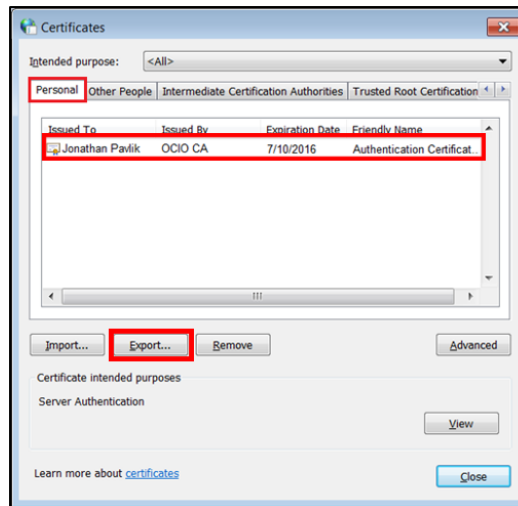 Certificates
Intended purpose: <All>
Personal Other People Intermediate Certification Authorities Trusted Root Certification
Issued To Issued By Expiration Date Friendly Name
Jonathan Pavlik OCIO CA 7/10/2016 Authentication Certificat..
Import... Export... Remove Advanced
Certificate intended purposes
Server Authentication
View
Learn more about certificates
Close